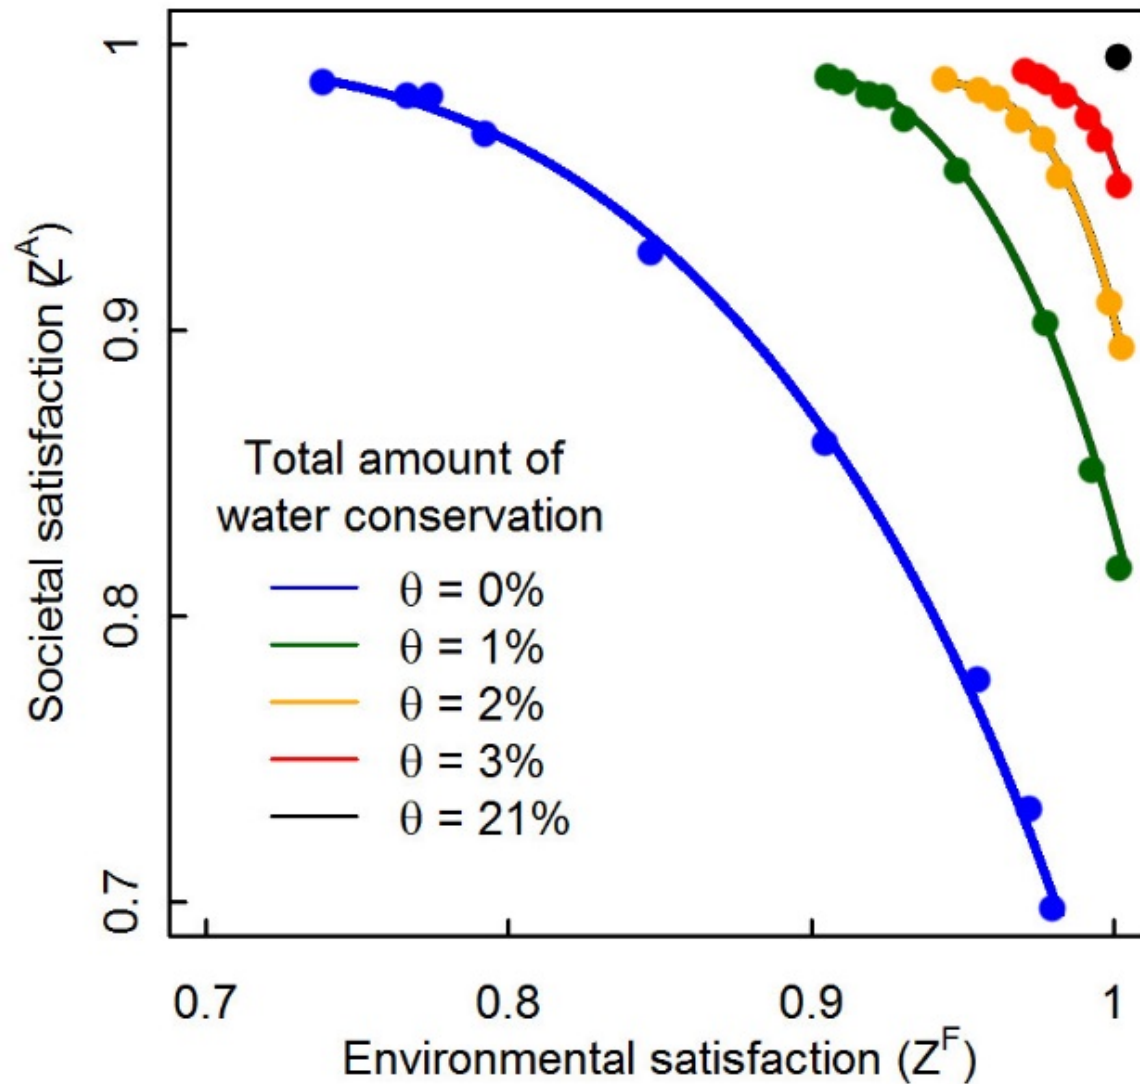 1
0.9
0.8
0.7
Societal satisfaction (Z^A)
Total amount of
water conservation
θ = 0%
θ = 1%
θ = 2%
θ = 3%
θ = 21%
0.7 0.8 0.9 1
Environmental satisfaction (Z^F)